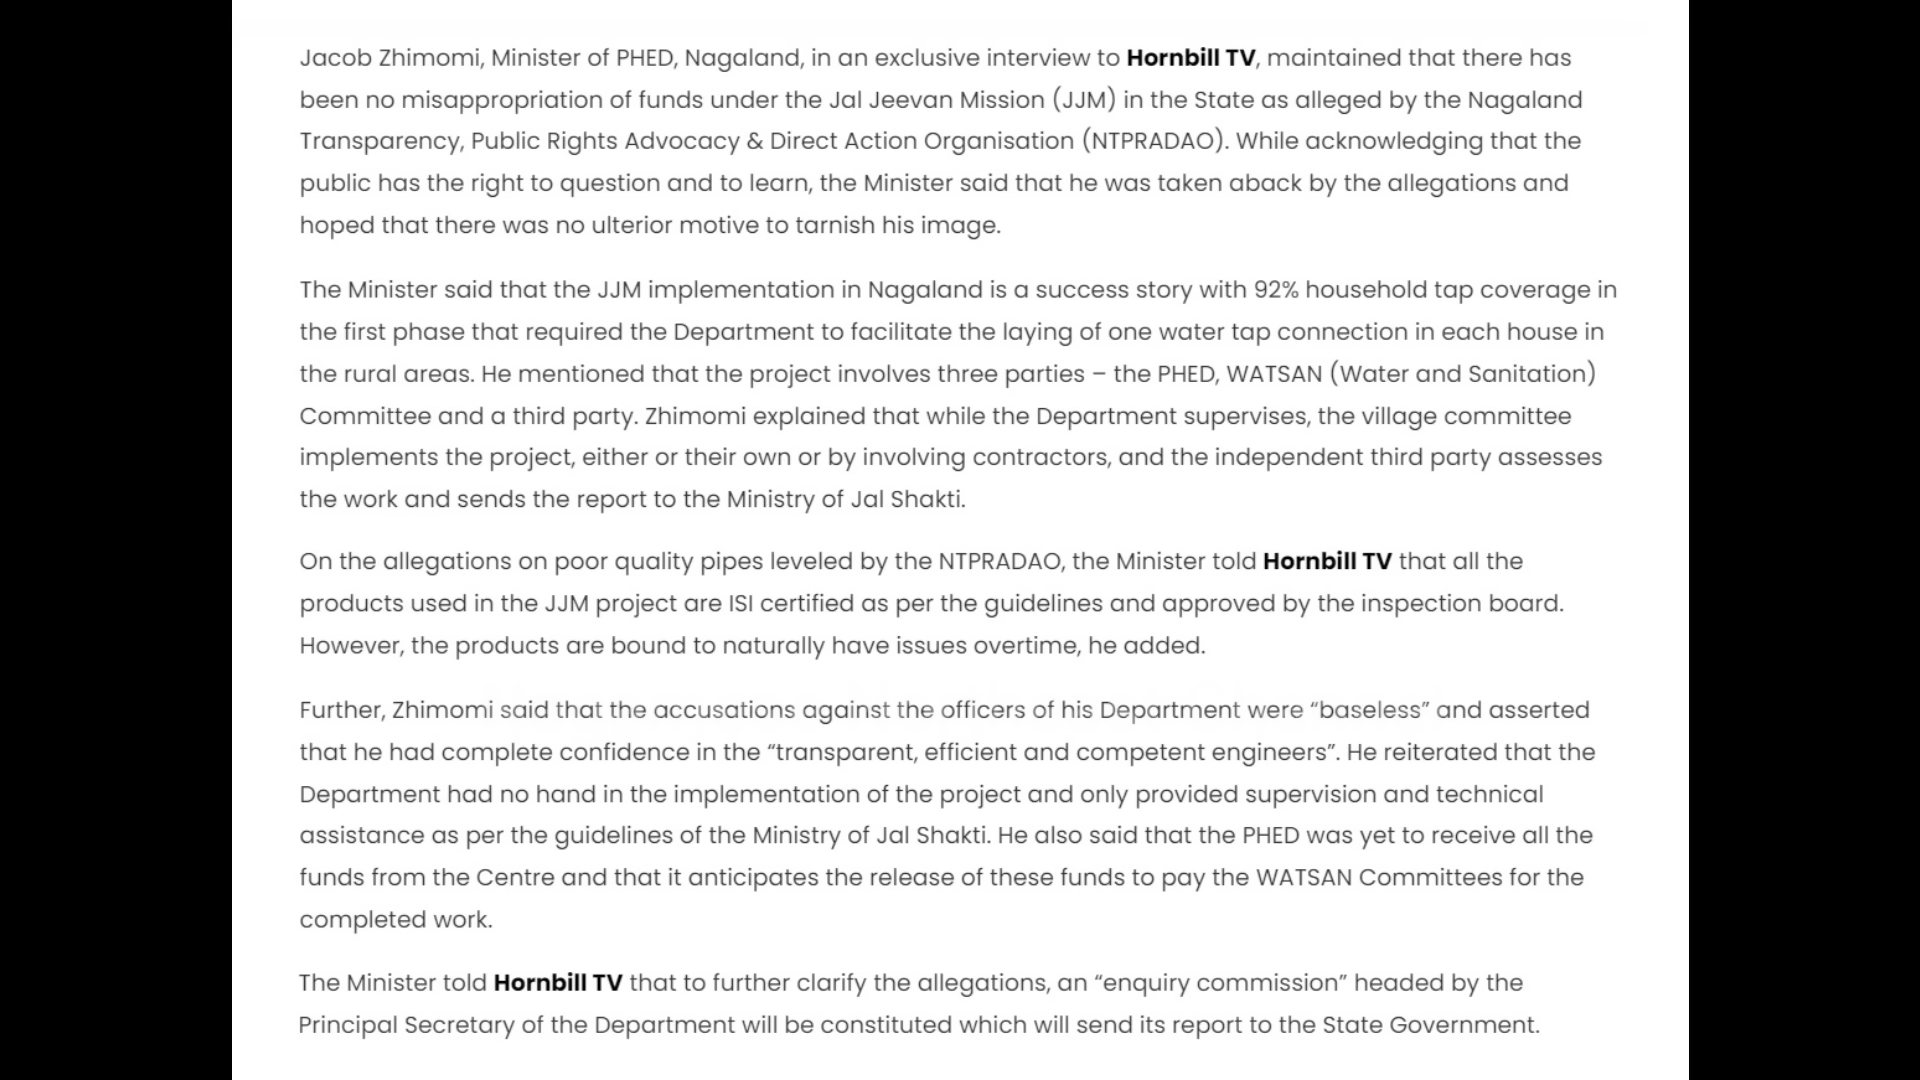 Jacob Zhimomi, Minister of PHED, Nagaland, in an exclusive interview to Hornbill TV, maintained that there has
been no misappropriation of funds under the Jal Jeevan Mission (JJM) in the State as alleged by the Nagaland
Transparency, Public Rights Advocacy & Direct Action Organisation (NTPRADAO). While acknowledging that the
public has the right to question and to learn, the Minister said that he was taken aback by the allegations and
hoped that there was no ulterior motive to tarnish his image.
The Minister said that the JJM implementation in Nagaland is a success story with 92% household tap coverage in
the first phase that required the Department to facilitate the laying of one water tap connection in each house in
the rural areas. He mentioned that the project involves three parties – the PHED, WATSAN (Water and Sanitation)
Committee and a third party. Zhimomi explained that while the Department supervises, the village committee
implements the project, either or their own or by involving contractors, and the independent third party assesses
the work and sends the report to the Ministry of Jal Shakti.
On the allegations on poor quality pipes leveled by the NTPRADAO, the Minister told Hornbill TV that all the
products used in the JJM project are ISI certified as per the guidelines and approved by the inspection board.
However, the products are bound to naturally have issues overtime, he added.
Further, Zhimomi said that the accusations against the officers of his Department were “baseless” and asserted
that he had complete confidence in the “transparent, efficient and competent engineers”. He reiterated that the
Department had no hand in the implementation of the project and only provided supervision and technical
assistance as per the guidelines of the Ministry of Jal Shakti. He also said that the PHED was yet to receive all the
funds from the Centre and that it anticipates the release of these funds to pay the WATSAN Committees for the
completed work.
The Minister told Hornbill TV that to further clarify the allegations, an “enquiry commission” headed by the
Principal Secretary of the Department will be constituted which will send its report to the State Government.